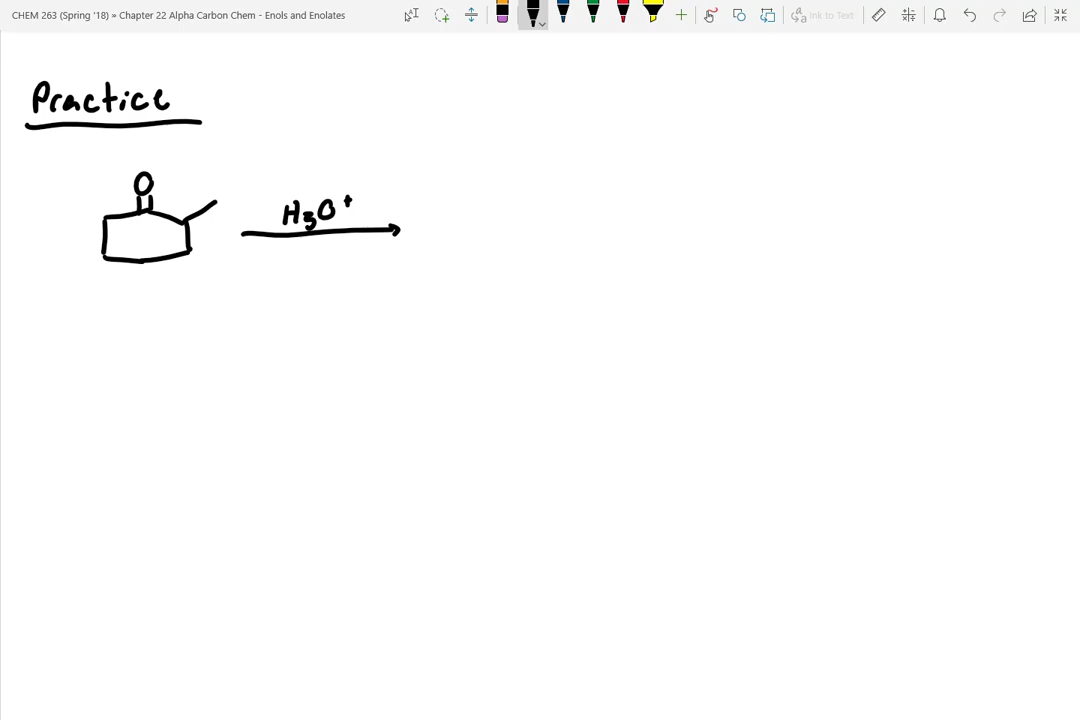 CHEM 263 (Spring '18) » Chapter 22 Alpha Carbon Chem - Enols and Enolates
Ink to Text
Practice
O
H₃O⁺